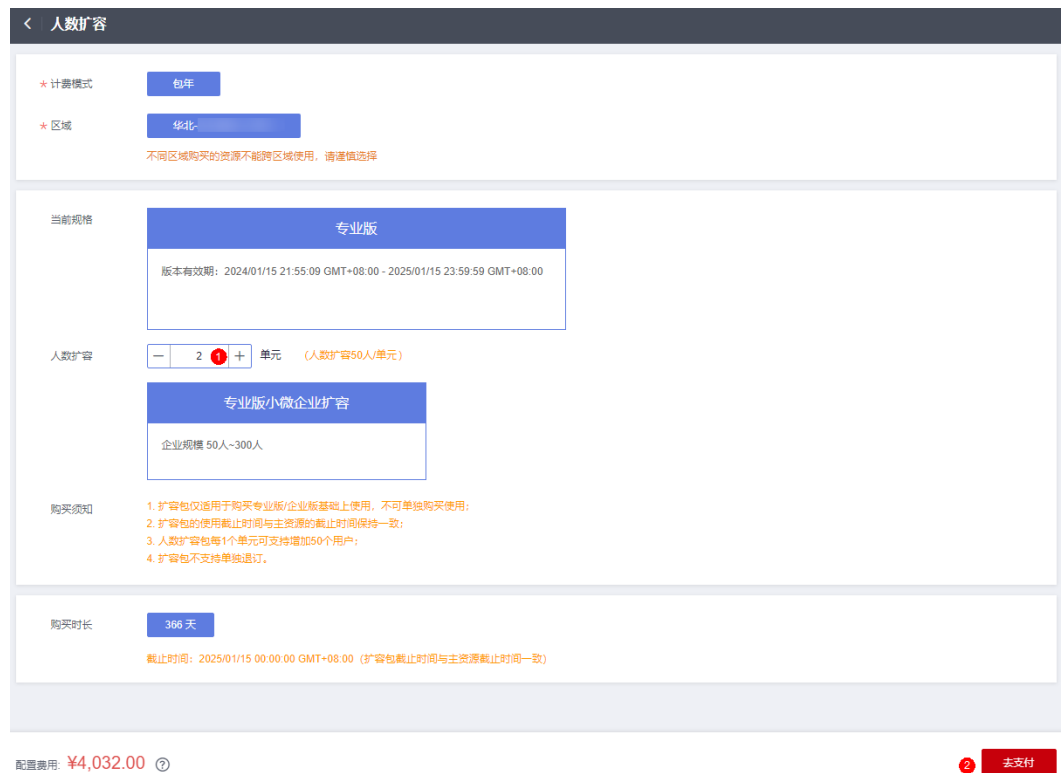 人数扩容
* 计费模式 包年
* 区域 华北-
不同区域购买的资源不能跨区域使用，请谨慎选择
当前规格
专业版
版本有效期：2024/01/15 21:55:09 GMT+08:00 - 2025/01/15 23:59:59 GMT+08:00
人数扩容 — 2 1 + 单元 （人数扩容50人/单元）
专业版小微企业扩容
企业规模 50人~300人
购买须知
1. 扩容包仅适用于购买专业版/企业版基础上使用，不可单独购买使用；
2. 扩容包的使用截止时间与主资源的截止时间保持一致；
3. 人数扩容包每1个单元可支持增加50个用户；
4. 扩容包不支持单独退订。
购买时长 366 天
截止时间：2025/01/15 00:00:00 GMT+08:00（扩容包截止时间与主资源截止时间一致）
配置费用: ¥4,032.00 ? 2 去支付